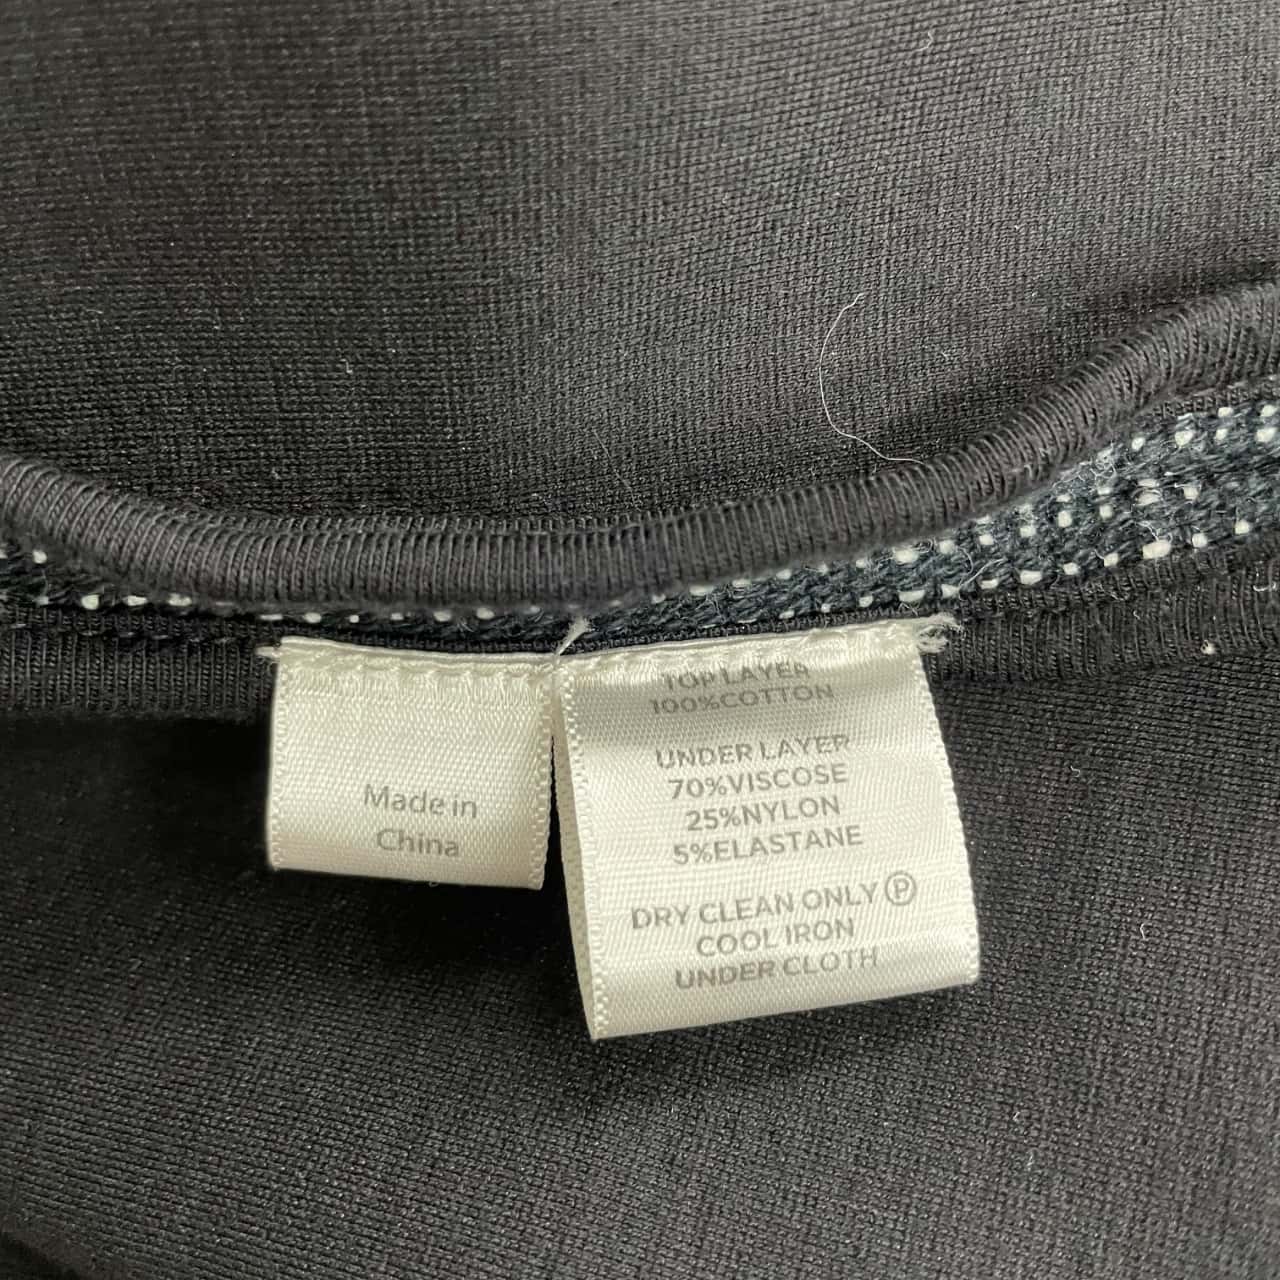 Made in
China
TOP LAYER
100%COTTON
UNDER LAYER
70%VISCOSE
25%NYLON
5%ELASTANE
DRY CLEAN ONLY Ⓟ
COOL IRON
UNDER CLOTH